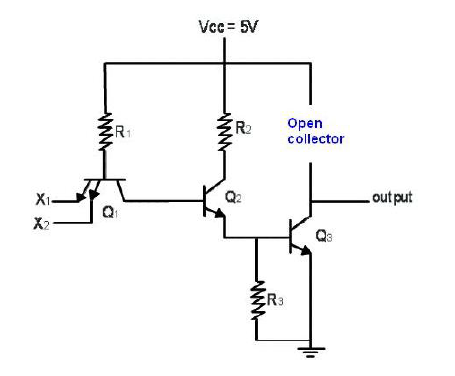 Vcc = 5V
R1
R2
Open
collector
X1
X2
Q1
Q2
output
Q3
R3